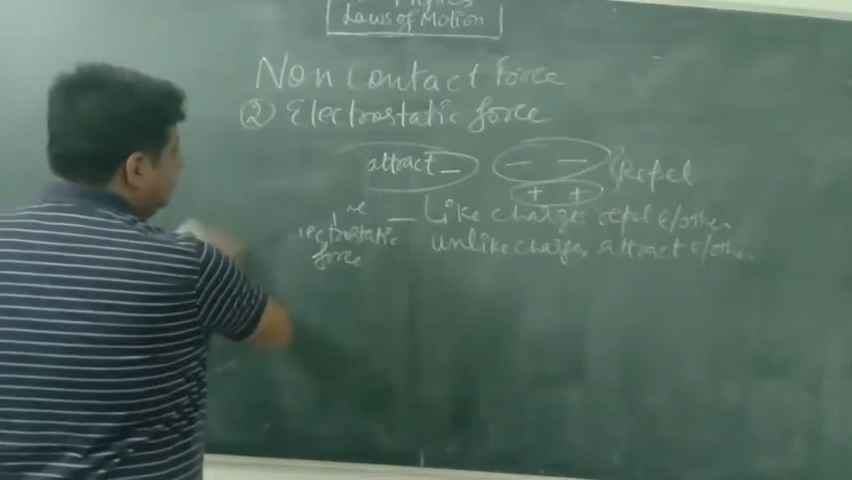 Physics
Laws of Motion
Non Contact Force
② Electrostatic force
attract – – – Repel
+ +
– Like charges repel e/other
force unlike charges attract e/other